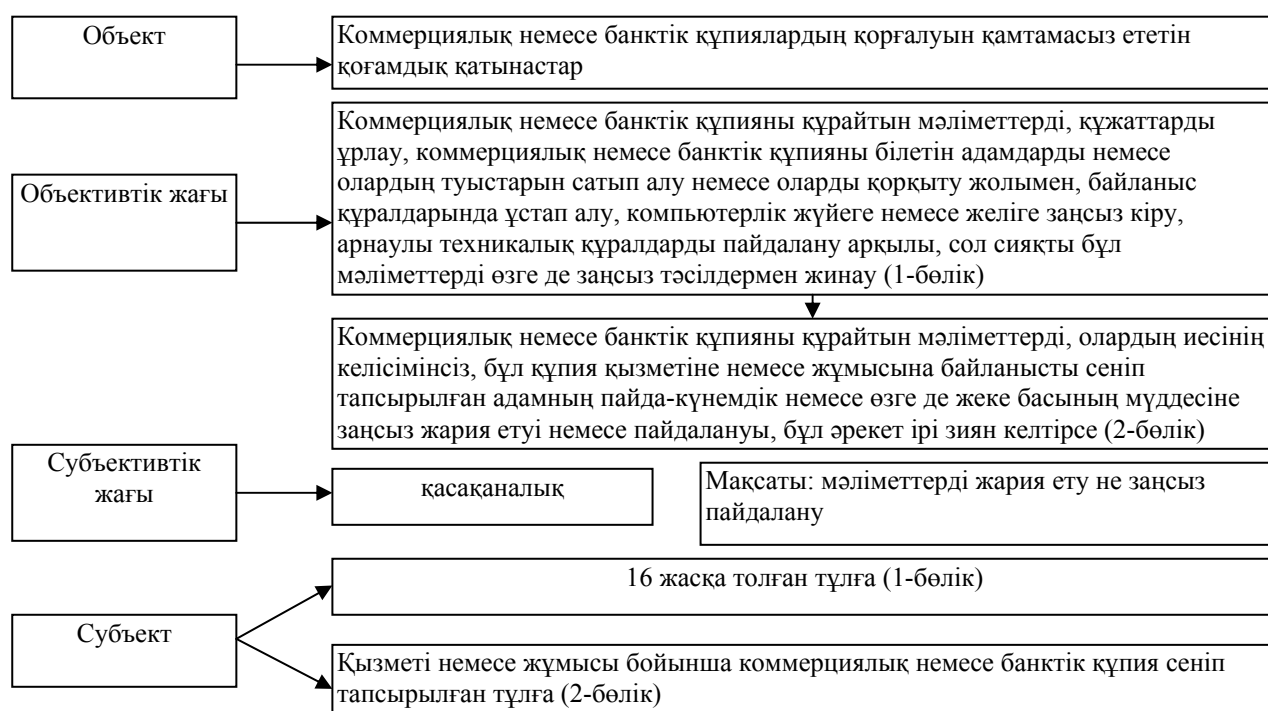 Объект
Коммерциялық немесе банктік құпиялардың қорғалуын қамтамасыз ететін
қоғамдық қатынастар
Объективтік жағы
Коммерциялық немесе банктік құпияны құрайтын мәліметтерді, құжаттарды
ұрлау, коммерциялық немесе банктік құпияны білетін адамдарды немесе
олардың туыстарын сатып алу немесе оларды қорқыту жолымен, байланыс
құралдарында ұстап алу, компьютерлік жүйеге немесе желіге заңсыз кіру,
арнаулы техникалық құралдарды пайдалану арқылы, сол сияқты бұл
мәліметтерді өзге де заңсыз тәсілдермен жинау (1-бөлік)
Коммерциялық немесе банктік құпияны құрайтын мәліметтерді, олардың иесінің
келісімінсіз, бұл құпия қызметіне немесе жұмысына байланысты сеніп
тапсырылған адамның пайда-күнемдік немесе өзге де жеке басының мүддесіне
заңсыз жария етуі немесе пайдалануы, бұл әрекет ірі зиян келтірсе (2-бөлік)
Субъективтік
жағы
қасақаналық
Мақсаты: мәліметтерді жария ету не заңсыз
пайдалану
Субъект
16 жасқа толған тұлға (1-бөлік)
Қызметі немесе жұмысы бойынша коммерциялық немесе банктік құпия сеніп
тапсырылған тұлға (2-бөлік)